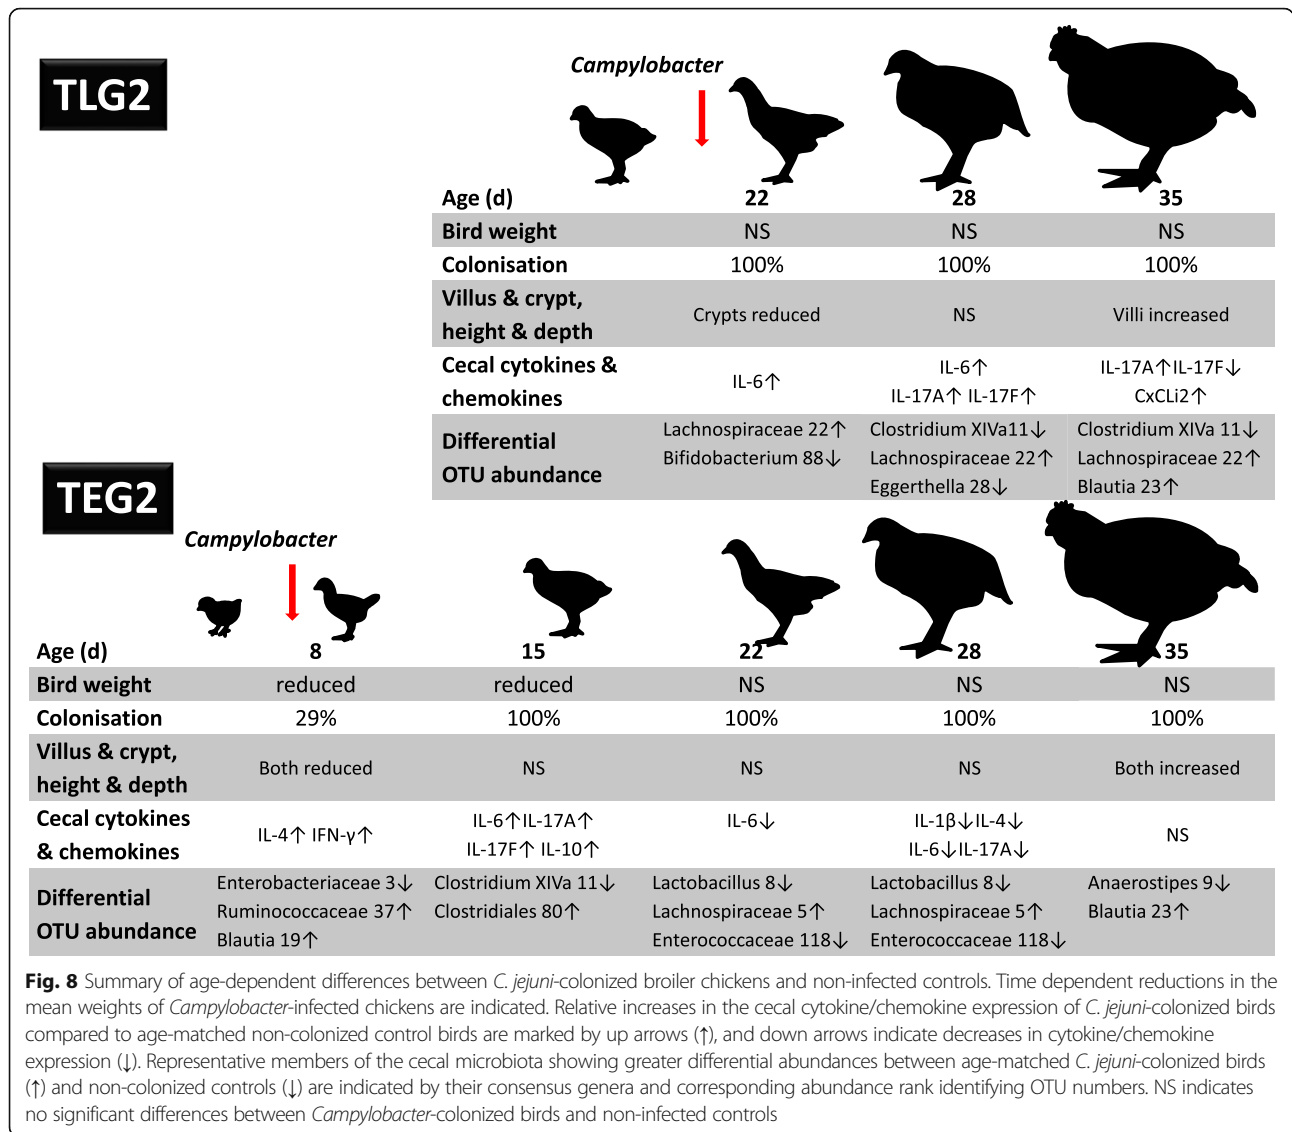 TLG2
Campylobacter
Age (d) 22 28 35
Bird weight NS NS NS
Colonisation 100% 100% 100%
Villus & crypt,
height & depth Crypts reduced NS Villi increased
Cecal cytokines &
chemokines
IL-6↑
IL-6↑
IL-17A↑ IL-17F↑
IL-17A↑IL-17F↓
CxCLi2↑
Differential
OTU abundance
Lachnospiraceae 22↑
Bifidobacterium 88↓
Clostridium XIVa11↓
Lachnospiraceae 22↑
Eggerthella 28↓
Clostridium XIVa 11↓
Lachnospiraceae 22↑
Blautia 23↑
TEG2
Campylobacter
Age (d) 8 15 22 28 35
Bird weight reduced reduced NS NS NS
Colonisation 29% 100% 100% 100% 100%
Villus & crypt,
height & depth Both reduced NS NS NS Both increased
Cecal cytokines
& chemokines
IL-4↑ IFN-γ↑
IL-6↑IL-17A↑
IL-17F↑ IL-10↑
IL-6↓
IL-1β↓IL-4↓
IL-6↓IL-17A↓
NS
Differential
OTU abundance
Enterobacteriaceae 3↓
Ruminococcaceae 37↑
Blautia 19↑
Clostridium XIVa 11↓
Clostridiales 80↑
Lactobacillus 8↓
Lachnospiraceae 5↑
Enterococcaceae 118↓
Lactobacillus 8↓
Lachnospiraceae 5↑
Enterococcaceae 118↓
Anaerostipes 9↓
Blautia 23↑
Fig. 8 Summary of age-dependent differences between C. jejuni-colonized broiler chickens and non-infected controls. Time dependent reductions in the
mean weights of Campylobacter-infected chickens are indicated. Relative increases in the cecal cytokine/chemokine expression of C. jejuni-colonized birds
compared to age-matched non-colonized control birds are marked by up arrows (↑), and down arrows indicate decreases in cytokine/chemokine
expression (↓). Representative members of the cecal microbiota showing greater differential abundances between age-matched C. jejuni-colonized birds
(↑) and non-colonized controls (↓) are indicated by their consensus genera and corresponding abundance rank identifying OTU numbers. NS indicates
no significant differences between Campylobacter-colonized birds and non-infected controls